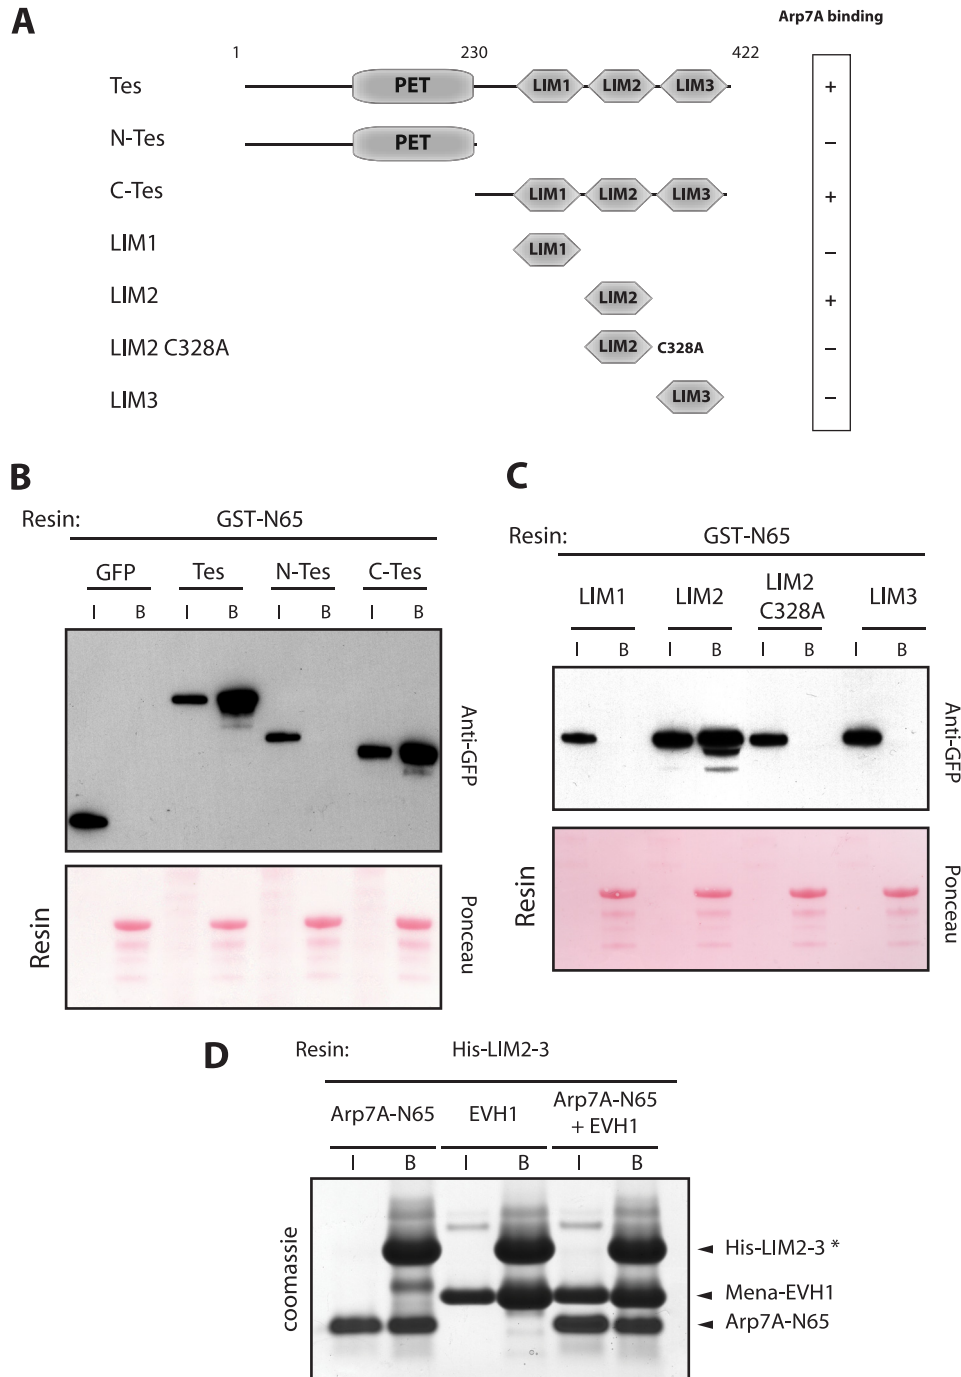 A
Arp7A binding
1 230 422
Tes PET LIM1 LIM2 LIM3 +
N-Tes PET –
C-Tes LIM1 LIM2 LIM3 +
LIM1 LIM1 –
LIM2 LIM2 +
LIM2 C328A LIM2 C328A –
LIM3 LIM3 –
B
Resin: GST-N65
GFP Tes N-Tes C-Tes
I B I B I B I B
Anti-GFP
Resin
Ponceau
C
Resin: GST-N65
LIM1 LIM2 LIM2 C328A LIM3
I B I B I B I B
Anti-GFP
Resin
Ponceau
D
Resin: His-LIM2-3
Arp7A-N65 EVH1 Arp7A-N65 + EVH1
I B I B I B
coomassie
His-LIM2-3 *
Mena-EVH1
Arp7A-N65